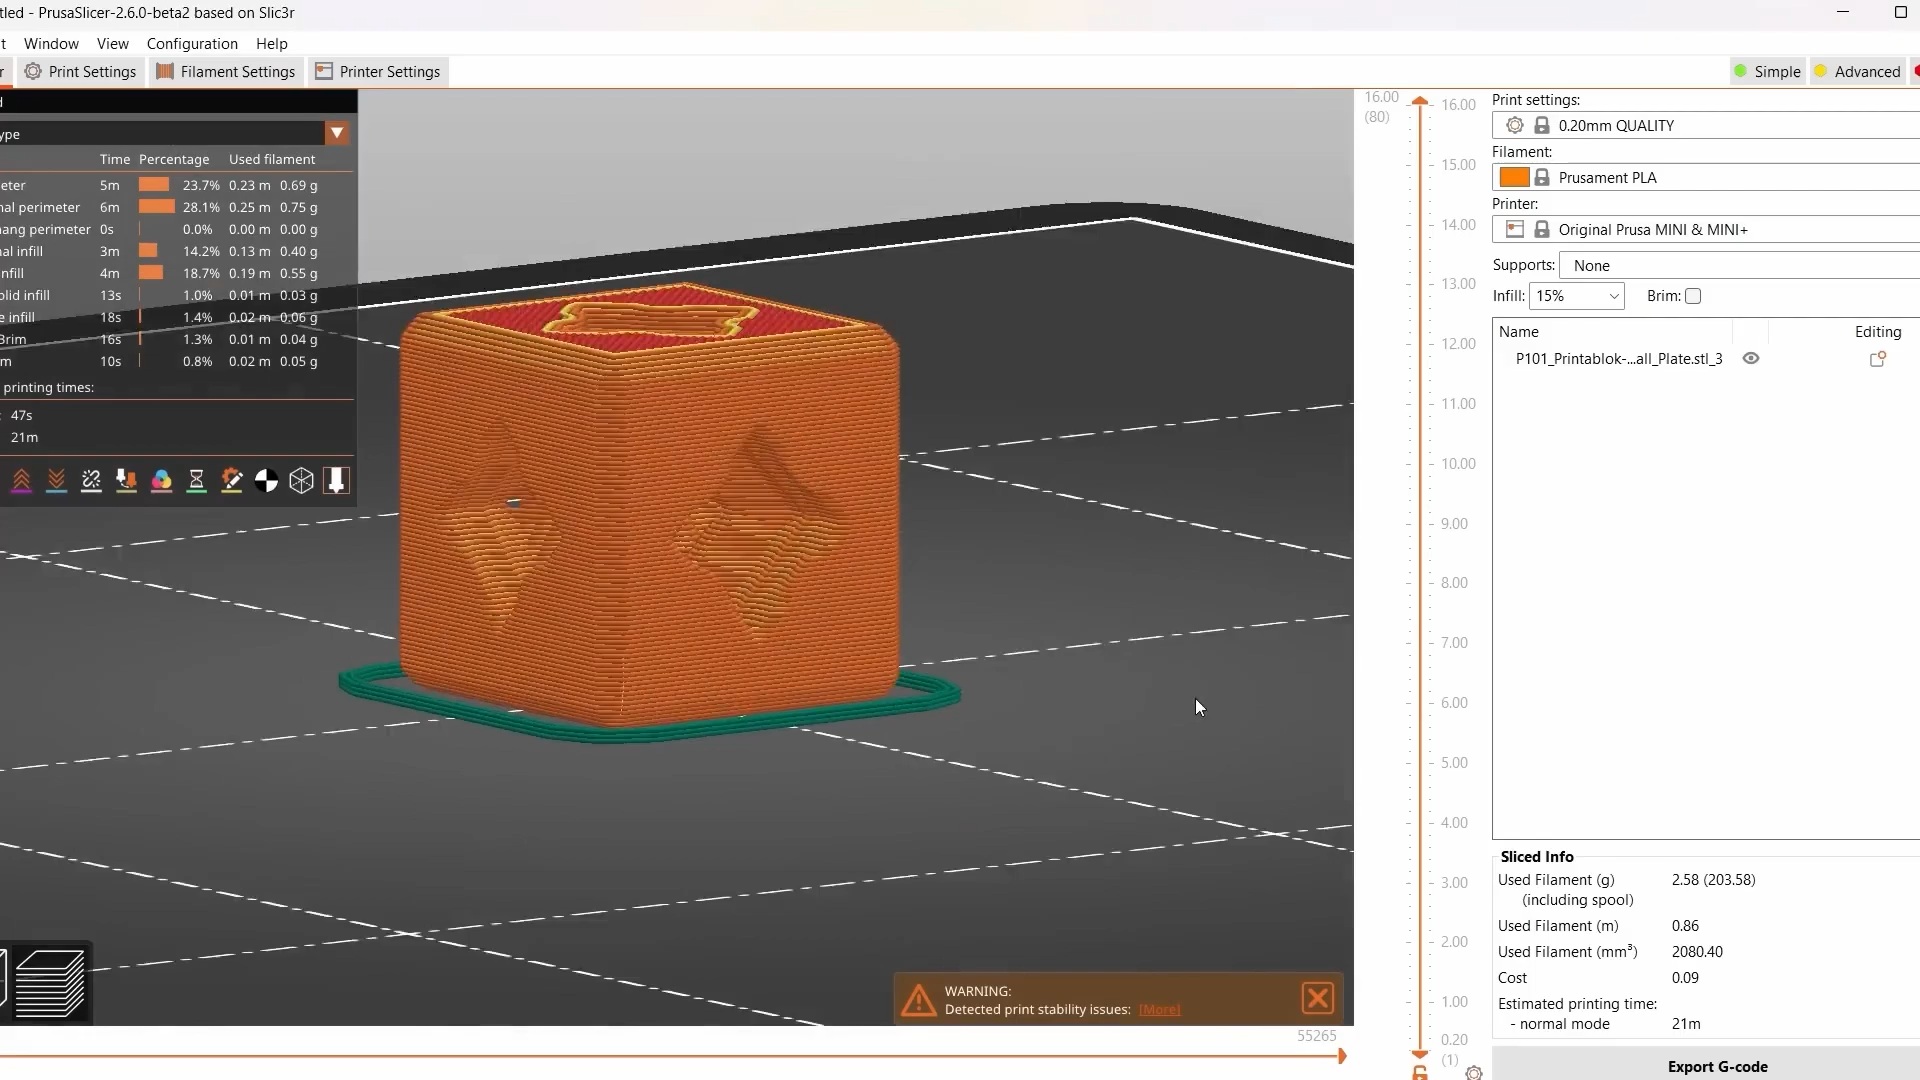 tled - PrusaSlicer-2.6.0-beta2 based on Slic3r
t Window View Configuration Help
r Print Settings Filament Settings Printer Settings Simple Advanced
d
ype
Time Percentage Used filament
eter 5m 23.7% 0.23 m 0.69 g
nal perimeter 6m 28.1% 0.25 m 0.75 g
hang perimeter 0s 0.0% 0.00 m 0.00 g
nal infill 3m 14.2% 0.13 m 0.40 g
infill 4m 18.7% 0.19 m 0.55 g
olid infill 13s 1.0% 0.01 m 0.03 g
e infill 18s 1.4% 0.02 m 0.06 g
Brim 16s 1.3% 0.01 m 0.04 g
m 10s 0.8% 0.02 m 0.05 g
printing times:
: 47s
21m
16.00
(80)
16.00
15.00
14.00
13.00
12.00
11.00
10.00
9.00
8.00
7.00
6.00
5.00
4.00
3.00
2.00
1.00
0.20
(1)
Print settings:
0.20mm QUALITY
Filament:
Prusament PLA
Printer:
Original Prusa MINI & MINI+
Supports: None
Infill: 15% Brim:
Name Editing
P101_Printablok-...all_Plate.stl_3
Sliced Info
Used Filament (g) 2.58 (203.58)
(including spool)
Used Filament (m) 0.86
Used Filament (mm³) 2080.40
Cost 0.09
Estimated printing time:
- normal mode 21m
Export G-code
WARNING:
Detected print stability issues: [More]
55265